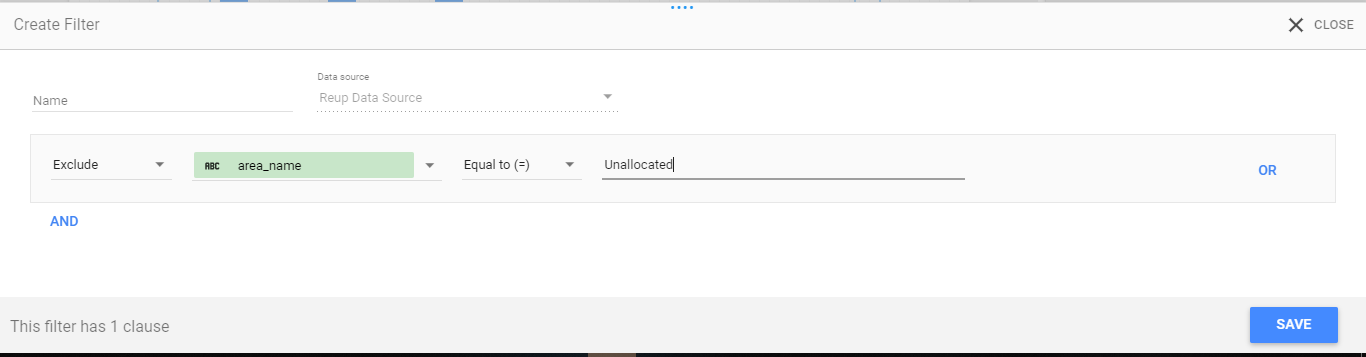 Create Filter
CLOSE
Data source
Name
Reup Data Source
Exclude
ABC area_name
Equal to (=)
Unallocated
OR
AND
This filter has 1 clause
SAVE